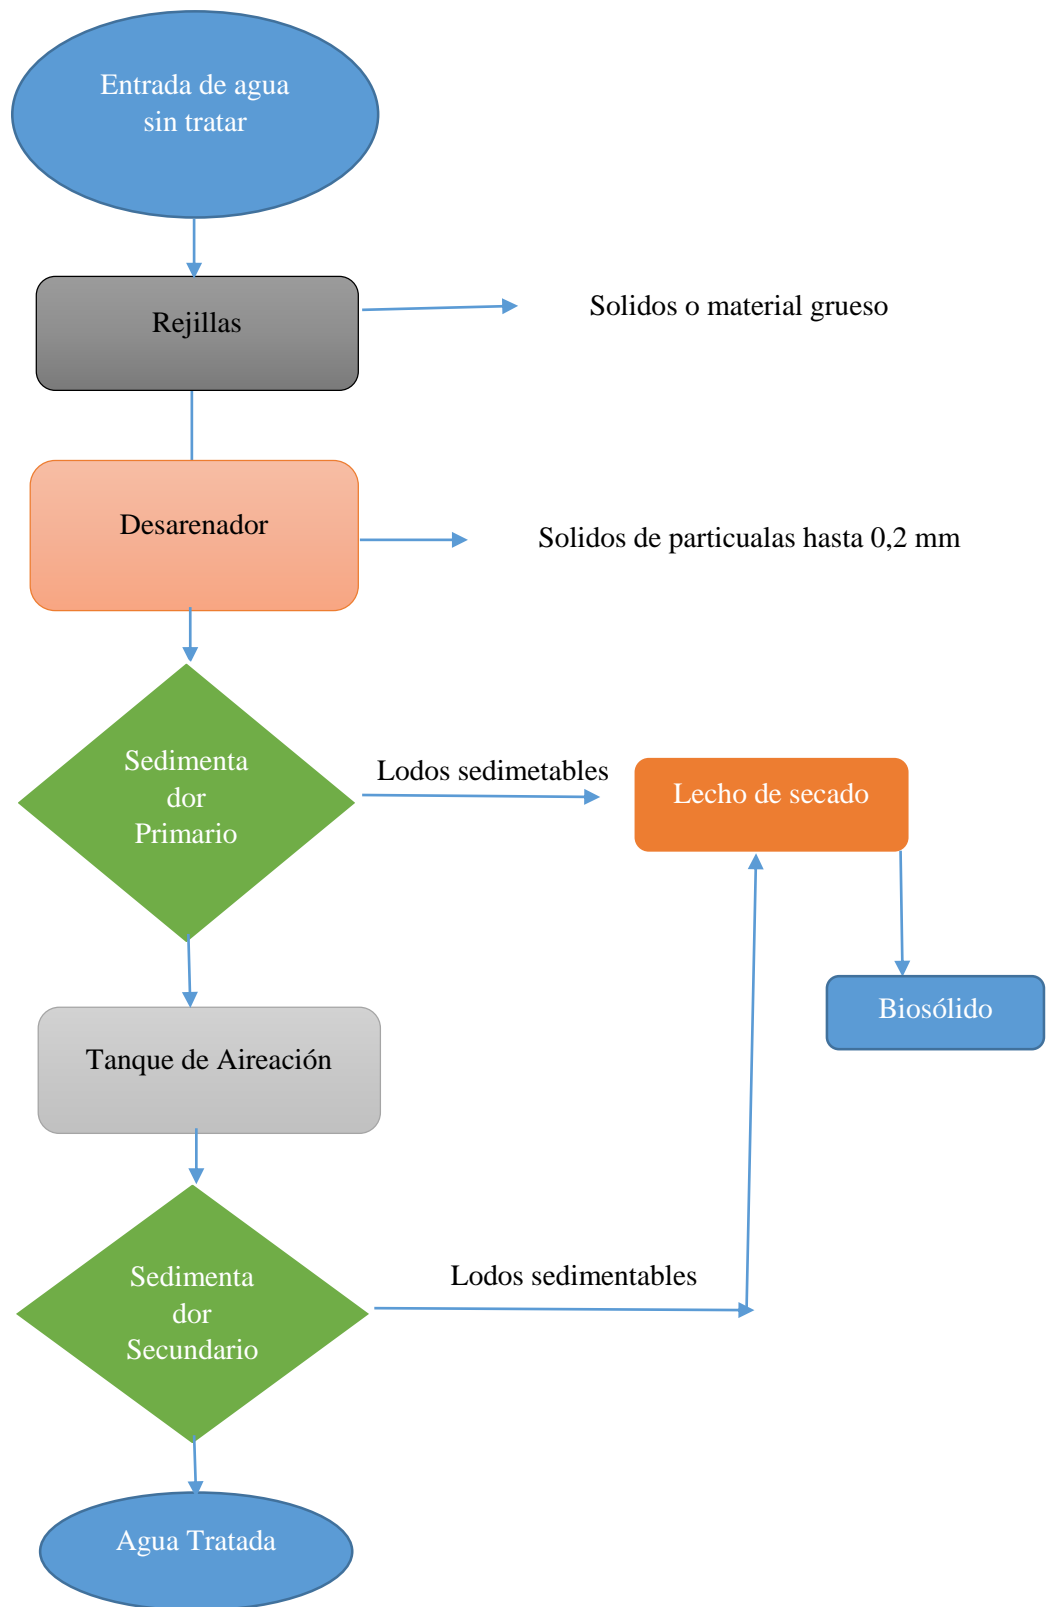 Entrada de agua
sin tratar
Rejillas
Solidos o material grueso
Desarenador
Solidos de particualas hasta 0,2 mm
Sedimenta
dor
Primario
Lodos sedimetables
Lecho de secado
Biosólido
Tanque de Aireación
Sedimenta
dor
Secundario
Lodos sedimentables
Agua Tratada